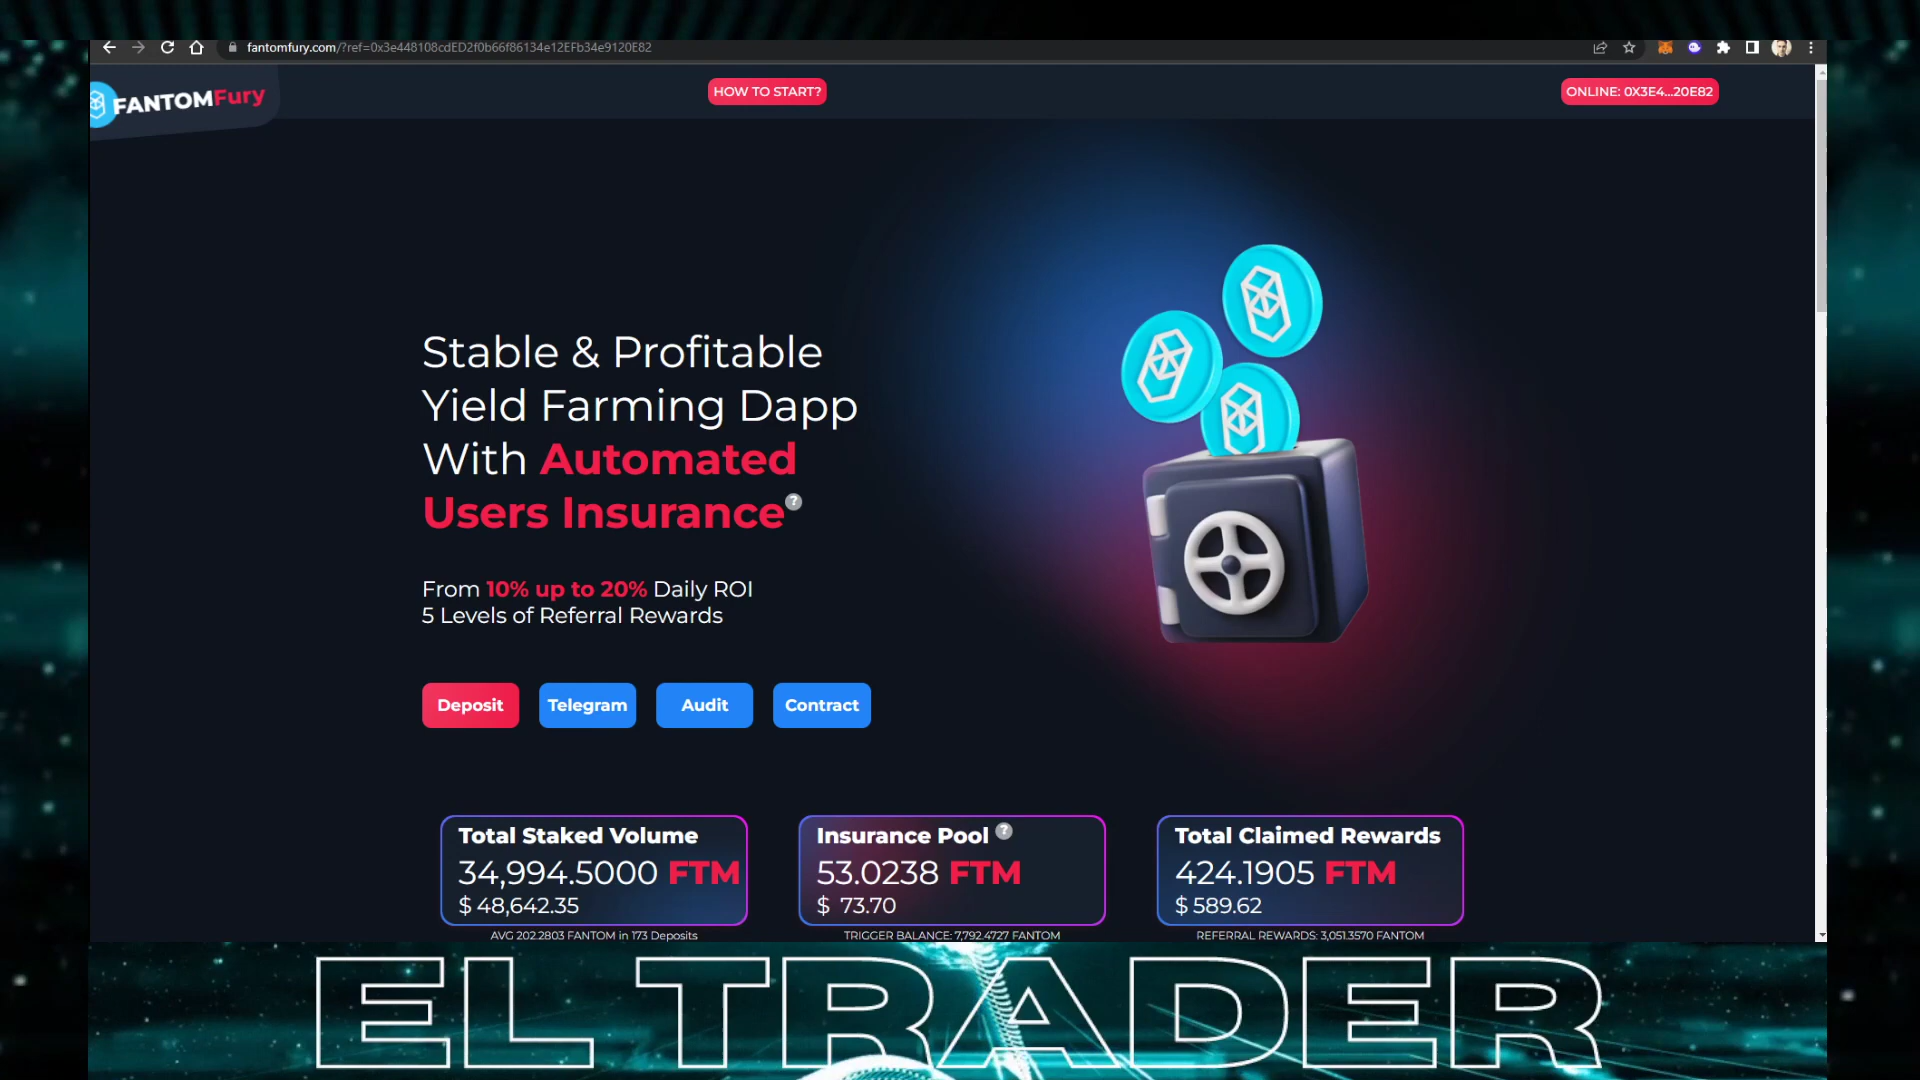 fantomfury.com/?ref=0x3e448108cdED2f0b66f86134e12EFb34e9120E82
FANTOMFury
HOW TO START?
ONLINE: 0X3E4...20E82
Stable & Profitable
Yield Farming Dapp
With Automated
Users Insurance?
From 10% up to 20% Daily ROI
5 Levels of Referral Rewards
Deposit
Telegram
Audit
Contract
Total Staked Volume
34,994.5000 FTM
$ 48,642.35
AVG 202.2803 FANTOM in 173 Deposits
Insurance Pool ?
53.0238 FTM
$ 73.70
TRIGGER BALANCE: 7,792.4727 FANTOM
Total Claimed Rewards
424.1905 FTM
$ 589.62
REFERRAL REWARDS: 3,051.3570 FANTOM
EL TRADER